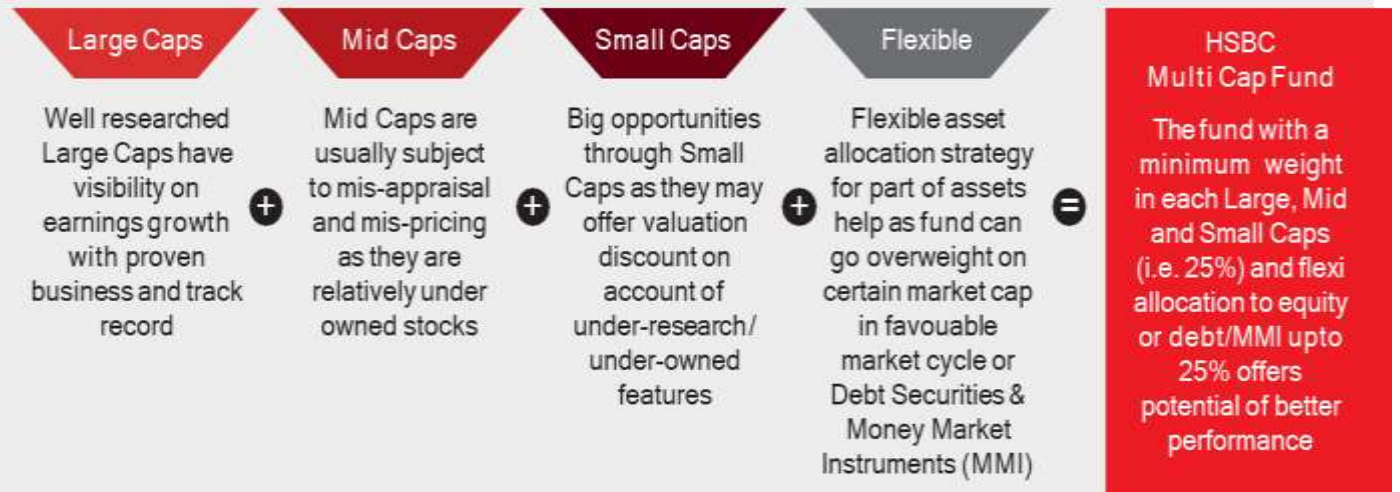 Large Caps
Well researched
Large Caps have
visibility on
earnings growth
with proven
business and track
record
+
Mid Caps
Mid Caps are
usually subject
to mis-appraisal
and mis-pricing
as they are
relatively under
owned stocks
+
Small Caps
Big opportunities
through Small
Caps as they may
offer valuation
discount on
account of
under-research/
under-owned
features
+
Flexible
Flexible asset
allocation strategy
for part of assets
help as fund can
go overweight on
certain market cap
in favouable
market cycle or
Debt Securities &
Money Market
Instruments (MMI)
=
HSBC
Multi Cap Fund
The fund with a
minimum weight
in each Large, Mid
and Small Caps
(i.e. 25%) and flexi
allocation to equity
or debt/MMI upto
25% offers
potential of better
performance